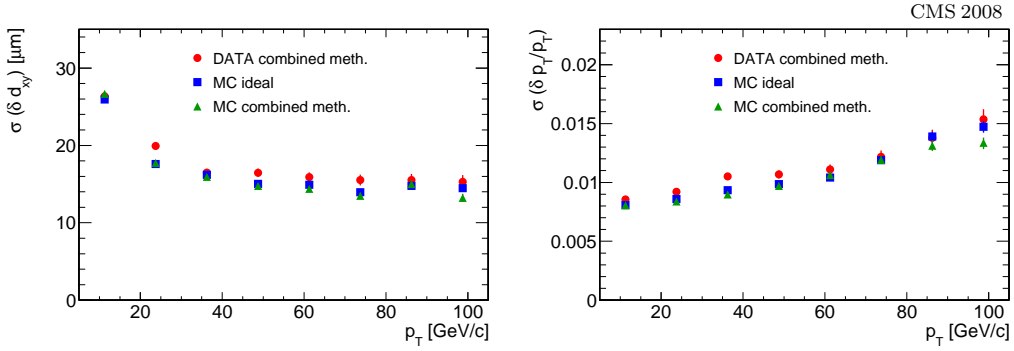 CMS 2008
σ (δ d_xy) [μm]
30
20
10
0
DATA combined meth.
MC ideal
MC combined meth.
20 40 60 80 100
p_T [GeV/c]
σ (δ p_T/p_T)
0.02
0.015
0.01
0.005
0
DATA combined meth.
MC ideal
MC combined meth.
20 40 60 80 100
p_T [GeV/c]